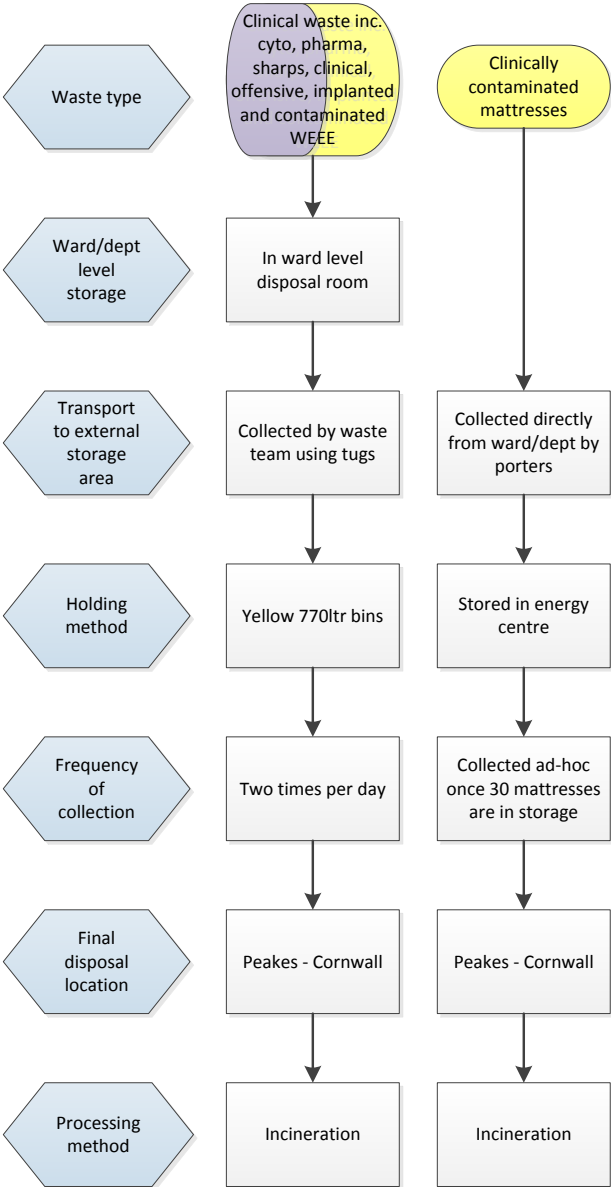 Waste type
Clinical waste inc.
cyto, pharma,
sharps, clinical,
offensive, implanted
and contaminated
WEEE
Clinically
contaminated
mattresses
Ward/dept
level
storage
In ward level
disposal room
Transport
to external
storage
area
Collected by waste
team using tugs
Collected directly
from ward/dept by
porters
Holding
method
Yellow 770ltr bins
Stored in energy
centre
Frequency
of
collection
Two times per day
Collected ad-hoc
once 30 mattresses
are in storage
Final
disposal
location
Peakes - Cornwall
Peakes - Cornwall
Processing
method
Incineration
Incineration